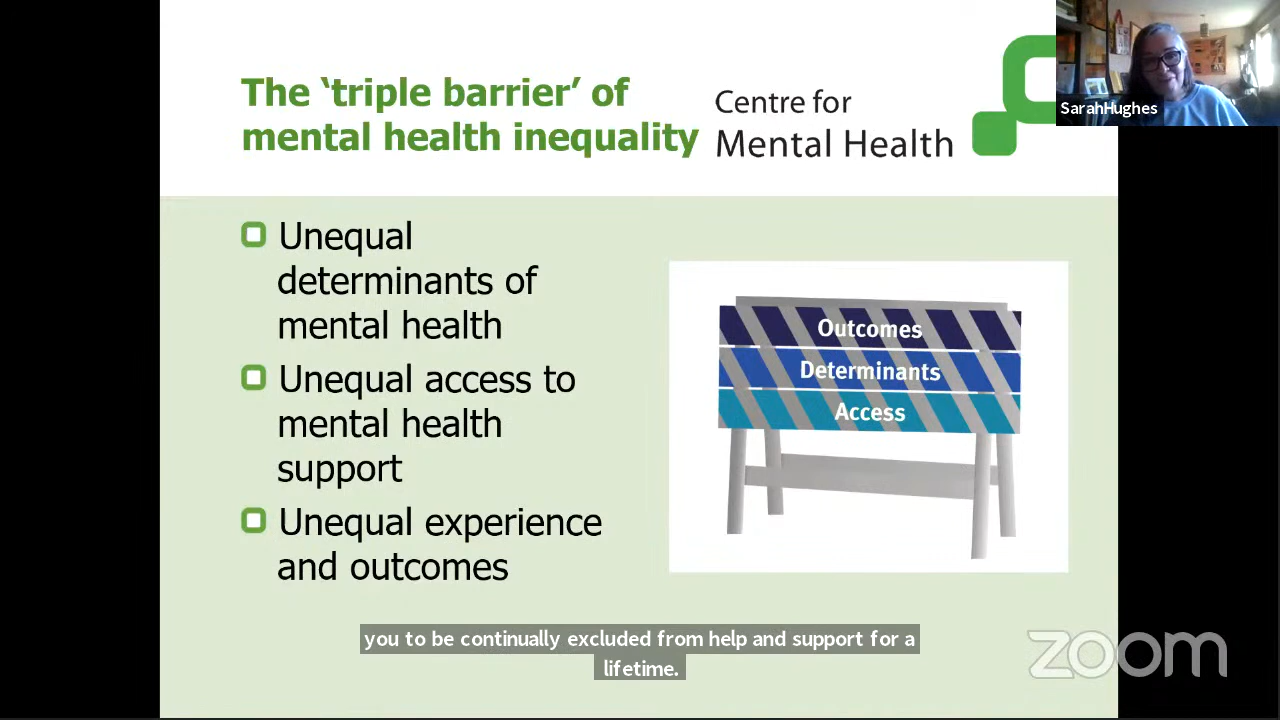 The ‘triple barrier’ of
mental health inequality
Centre for
Mental Health
SarahHughes
Unequal
determinants of
mental health
Unequal access to
mental health
support
Unequal experience
and outcomes
Outcomes
Determinants
Access
you to be continually excluded from help and support for a
lifetime.
zoom